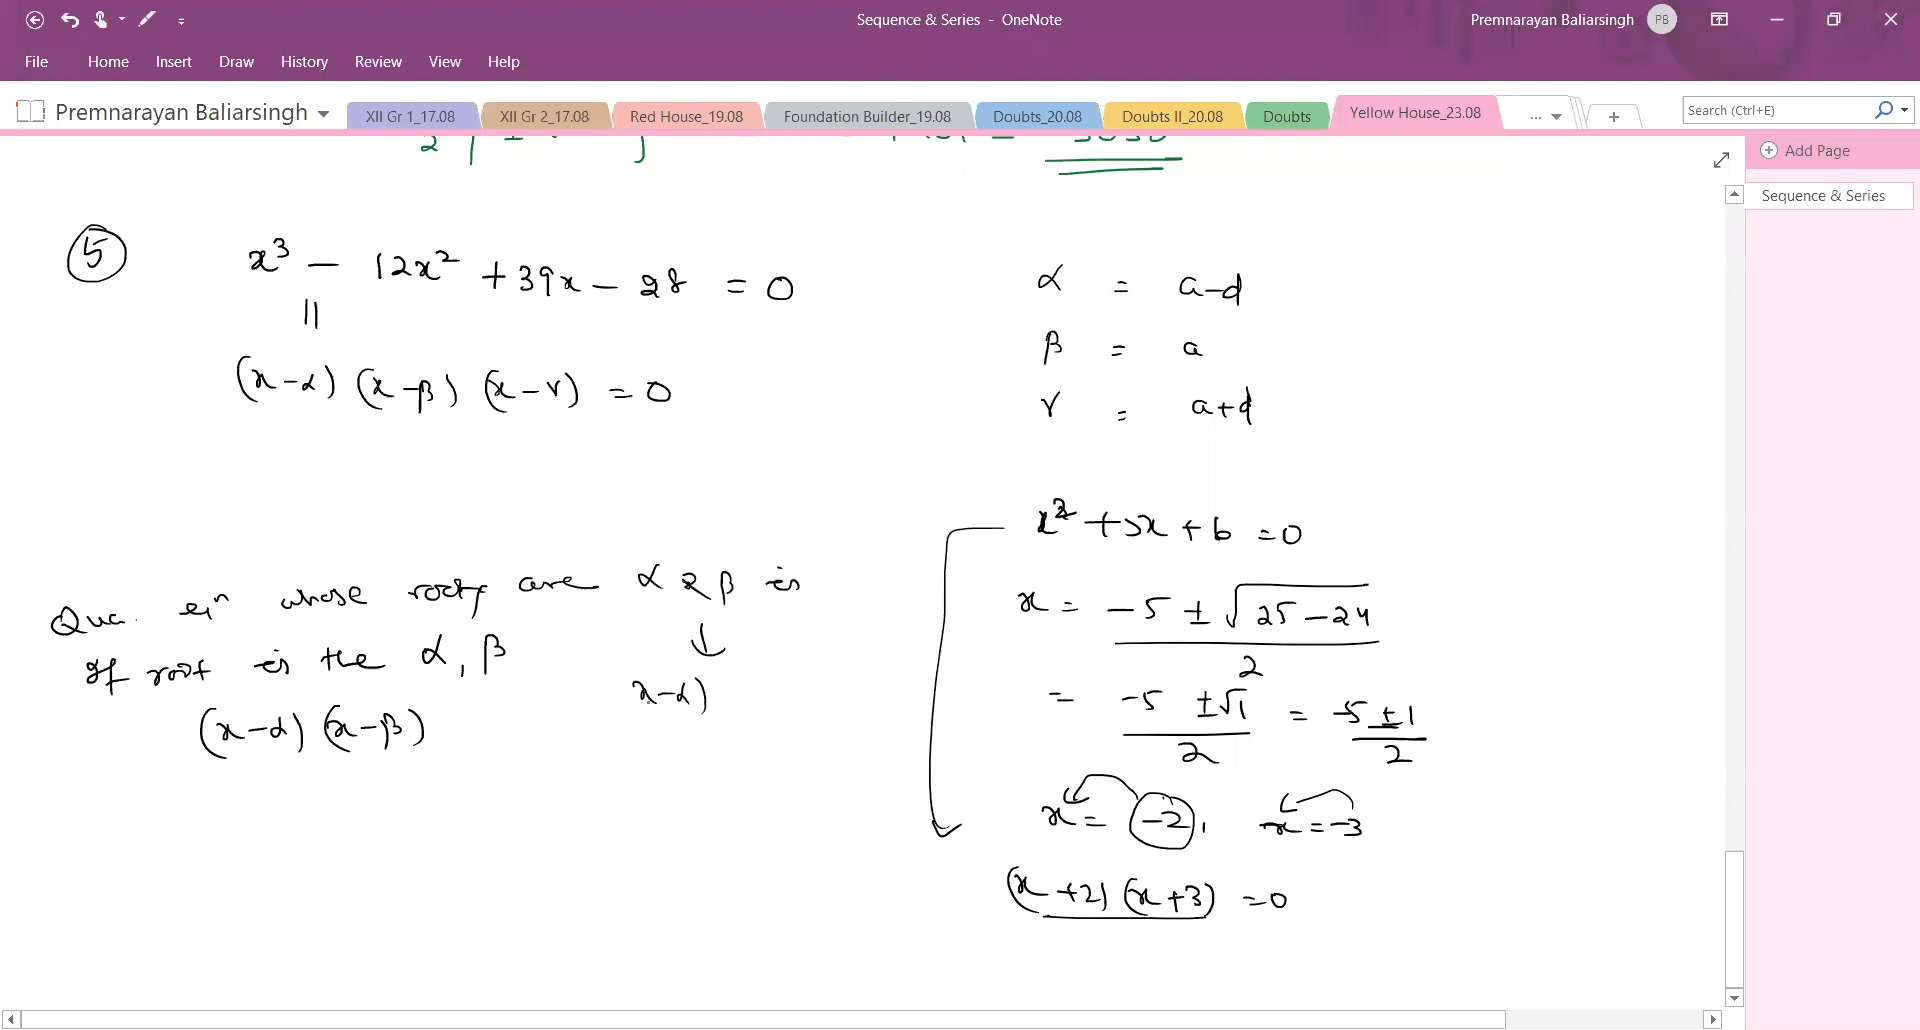 Sequence & Series - OneNote
Premnarayan Baliarsingh PB
File Home Insert Draw History Review View Help
Premnarayan Baliarsingh
XII Gr 1_17.08 XII Gr 2_17.08 Red House_19.08 Foundation Builder_19.08 Doubts_20.08 Doubts II_20.08 Doubts Yellow House_23.08 ... +
Search (Ctrl+E)
Add Page
Sequence & Series
5
x³ - 12x² + 39x - 28 = 0
||
(x-α) (x-β) (x-γ) = 0
α = a-d
β = a
γ = a+d
Qua. eqn whose roots are α & β is
↓
x-α)
If root is the α, β
(x-α) (x-β)
x² + 5x + 6 = 0
x = -5 ± √25-24
2
= -5 ± √1 = -5 ± 1
2 2
x = -2, x = -3
(x+2) (x+3) = 0